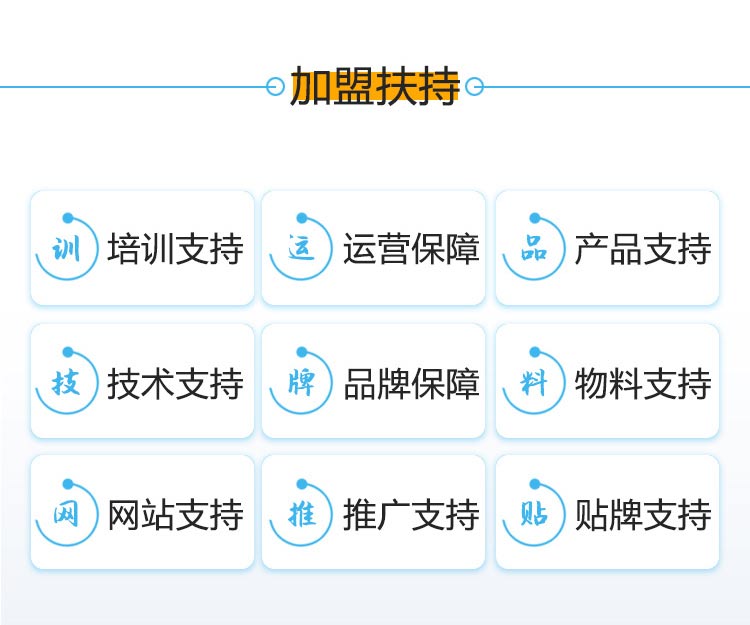 加盟扶持
训 培训支持
运 运营保障
品 产品支持
技 技术支持
牌 品牌保障
料 物料支持
网 网站支持
推 推广支持
贴 贴牌支持